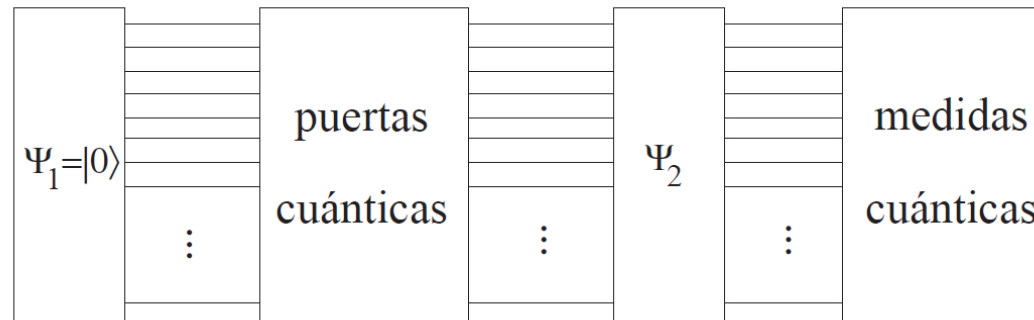 Ψ₁=|0⟩
puertas
cuánticas
Ψ₂
medidas
cuánticas
⋮
⋮
⋮